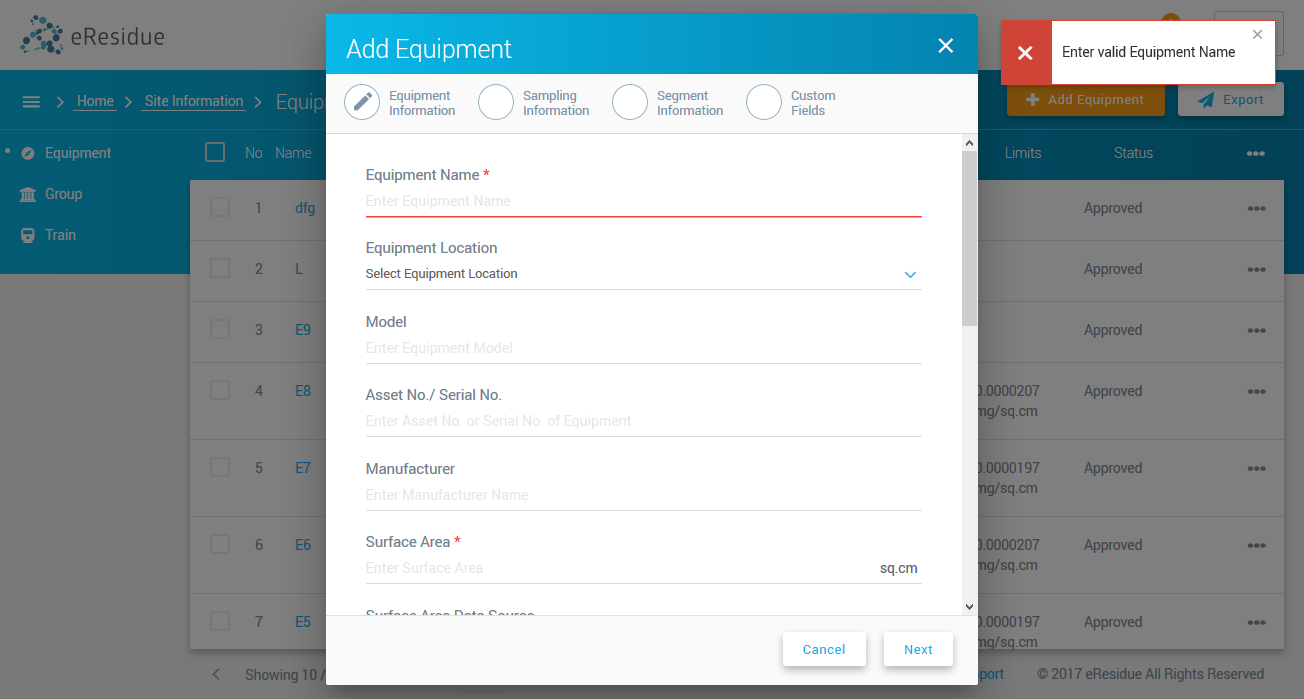 eResidue
Add Equipment
Enter valid Equipment Name
Home
Site Information
Add Equipment
Export
Equipment
Information
Sampling
Information
Segment
Information
Custom
Fields
Equipment
Group
Train
No
Name
Limits
Status
Equipment Name *
Enter Equipment Name
Equipment Location
Select Equipment Location
Model
Enter Equipment Model
Asset No./ Serial No.
Enter Asset No. or Serial No. of Equipment
Manufacturer
Enter Manufacturer Name
Surface Area *
Enter Surface Area
sq.cm
Surface Area Data Source
Cancel
Next
1 dfg Approved
2 L Approved
3 E9 Approved
4 E8 0.0000207 Approved
mg/sq.cm
5 E7 0.0000197 Approved
mg/sq.cm
6 E6 0.0000207 Approved
mg/sq.cm
7 E5 0.0000197 Approved
mg/sq.cm
Showing 10 /
© 2017 eResidue All Rights Reserved